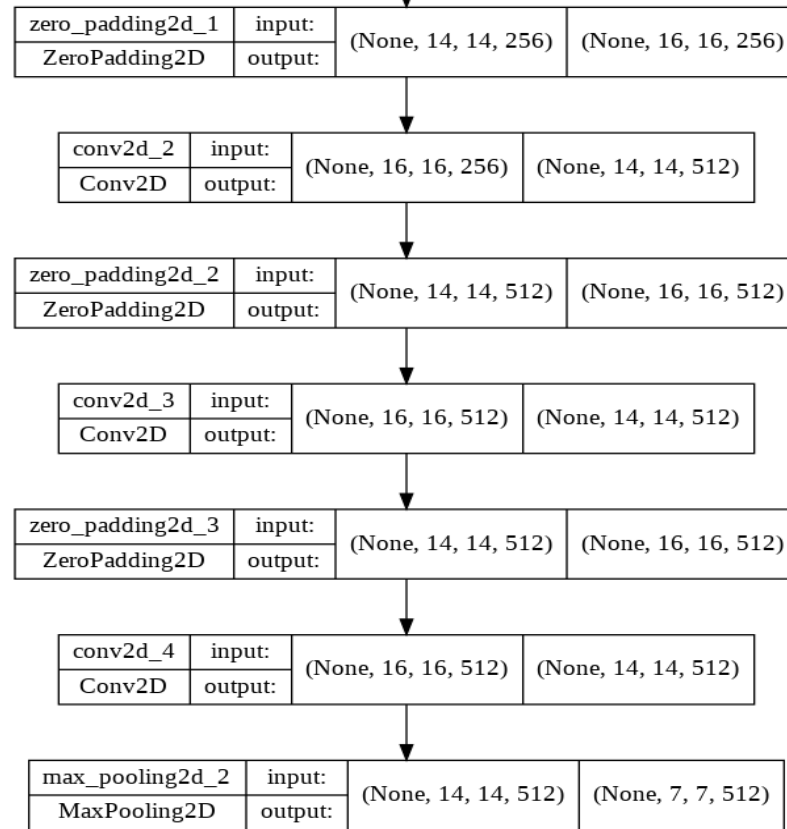 zero_padding2d_1 input: (None, 14, 14, 256) (None, 16, 16, 256)
ZeroPadding2D output:
conv2d_2 input: (None, 16, 16, 256) (None, 14, 14, 512)
Conv2D output:
zero_padding2d_2 input: (None, 14, 14, 512) (None, 16, 16, 512)
ZeroPadding2D output:
conv2d_3 input: (None, 16, 16, 512) (None, 14, 14, 512)
Conv2D output:
zero_padding2d_3 input: (None, 14, 14, 512) (None, 16, 16, 512)
ZeroPadding2D output:
conv2d_4 input: (None, 16, 16, 512) (None, 14, 14, 512)
Conv2D output:
max_pooling2d_2 input: (None, 14, 14, 512) (None, 7, 7, 512)
MaxPooling2D output: